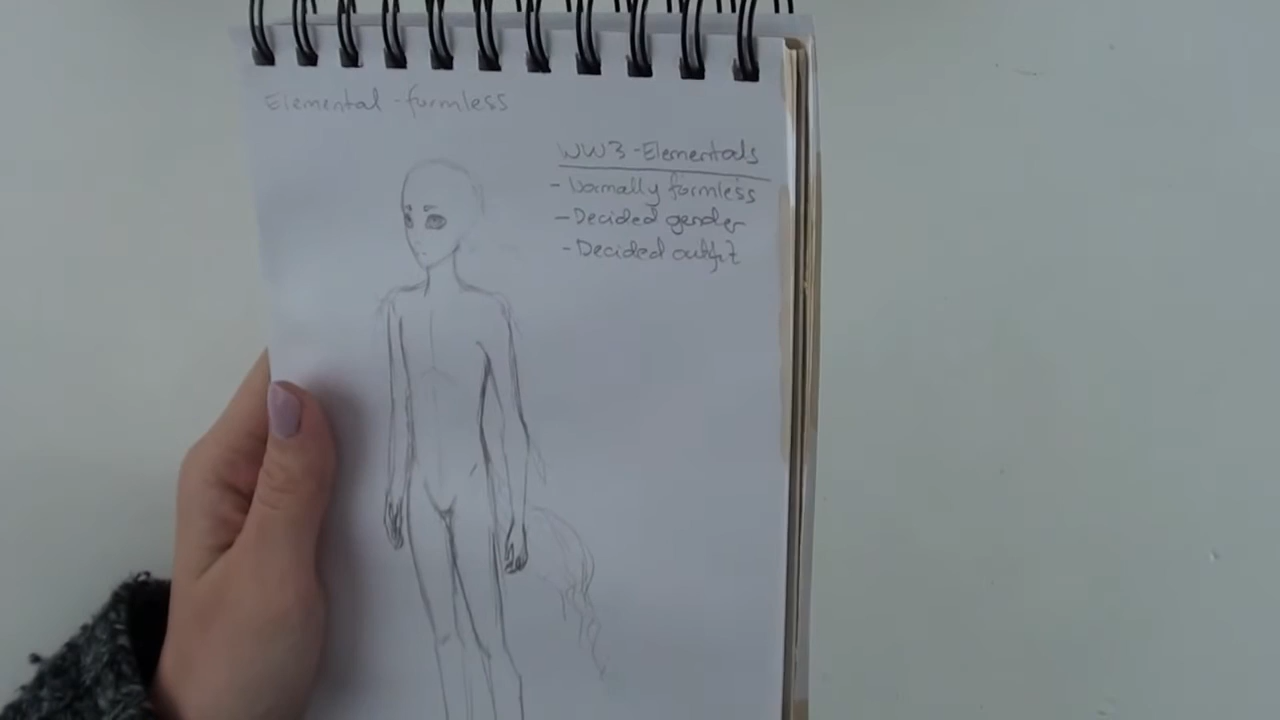 Elemental - formless
WW3 - Elementals
- Normally formless
- Decided gender
- Decided outfit